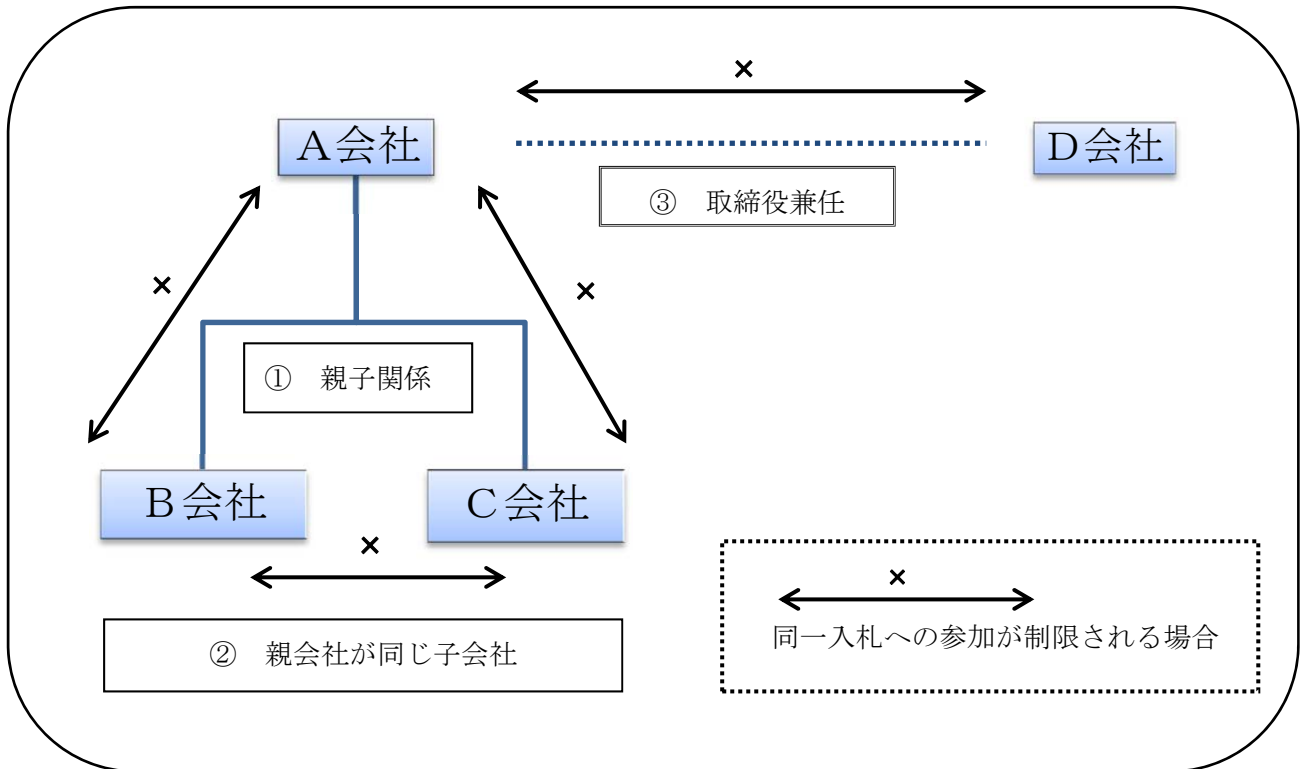 ×
A会社
D会社
③　取締役兼任
×
×
①　親子関係
B会社
C会社
×
②　親会社が同じ子会社
×
同一入札への参加が制限される場合